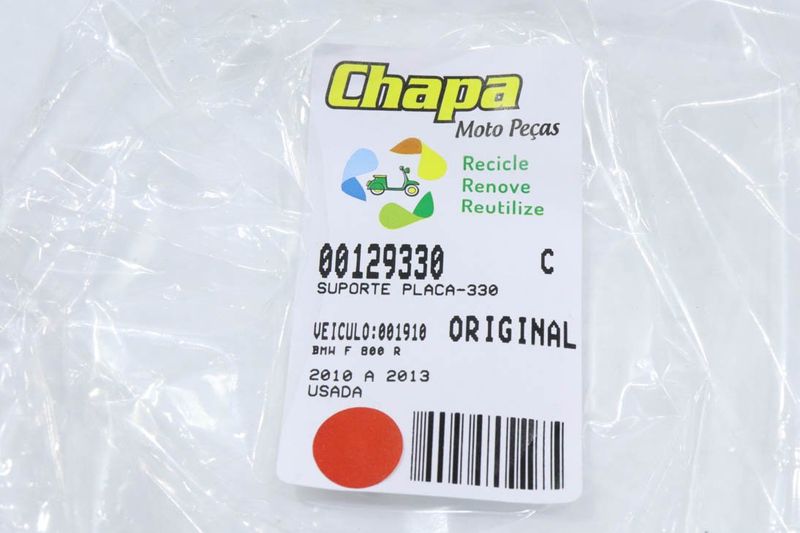 Chapa
Moto Peças
Recicle
Renove
Reutilize
00129330 C
SUPORTE PLACA-330
VEICULO:001910 ORIGINAL
BMW F 800 R
2010 A 2013
USADA